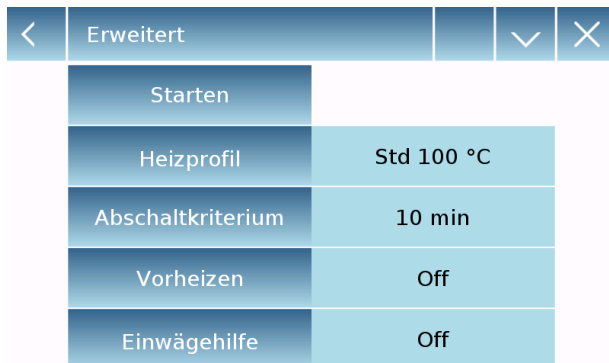 Erweitert
Starten
Heizprofil Std 100 °C
Abschaltkriterium 10 min
Vorheizen Off
Einwägehilfe Off